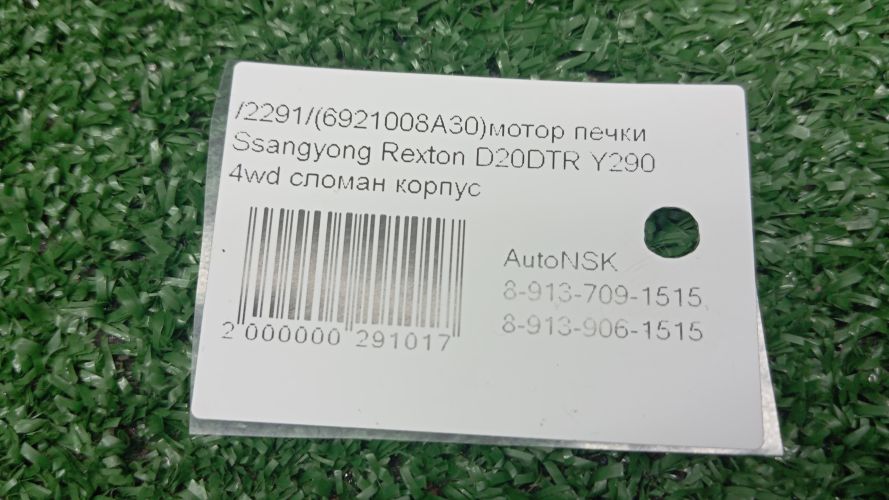 /2291/(6921008A30)мотор печки
Ssangyong Rexton D20DTR Y290
4wd сломан корпус
AutoNSK
8-913-709-1515
8-913-906-1515
2 000000 291017